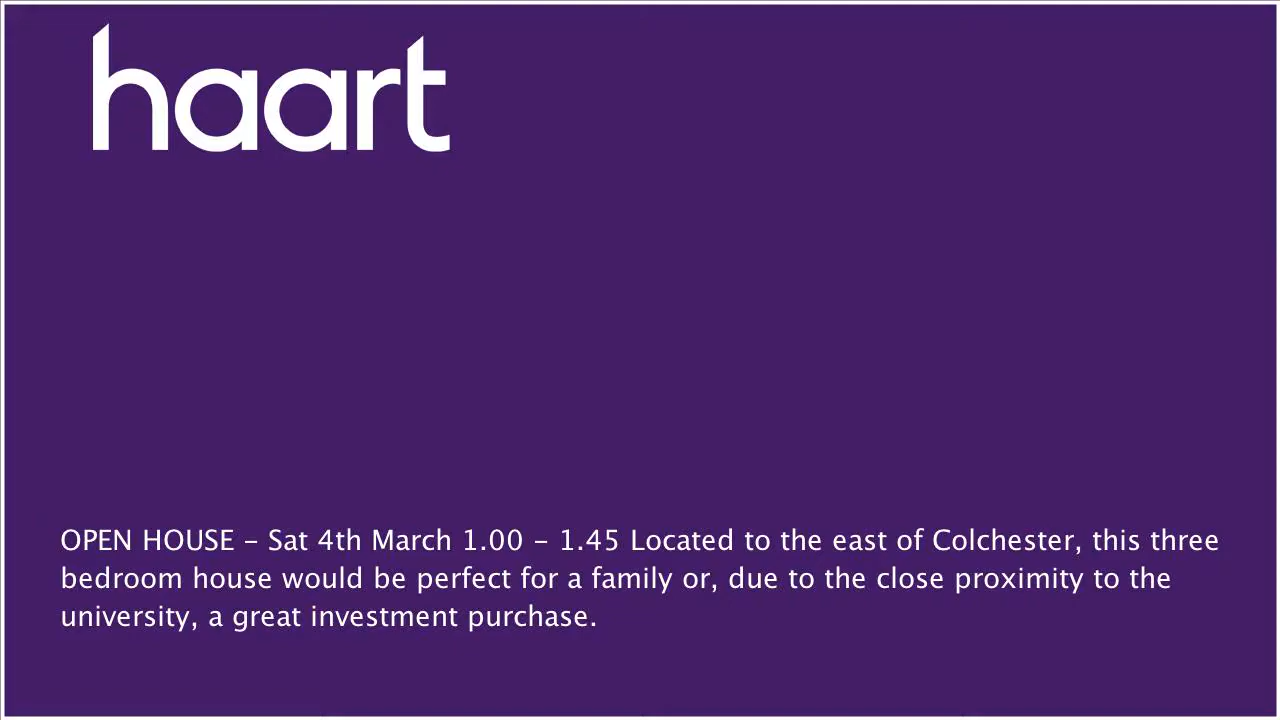 haart
OPEN HOUSE - Sat 4th March 1.00 - 1.45 Located to the east of Colchester, this three
bedroom house would be perfect for a family or, due to the close proximity to the
university, a great investment purchase.